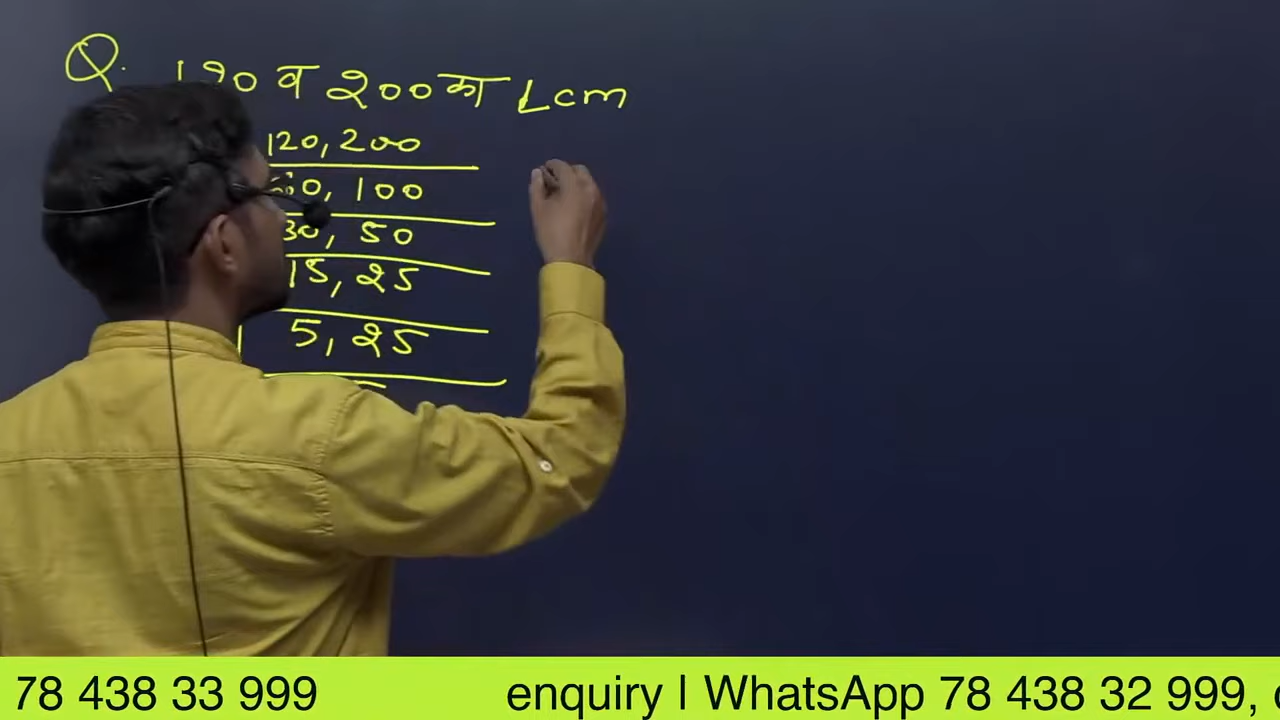 Q. 120 व 200 का Lcm
120, 200
60, 100
30, 50
15, 25
5, 25
78 438 33 999 enquiry | WhatsApp 78 438 32 999,